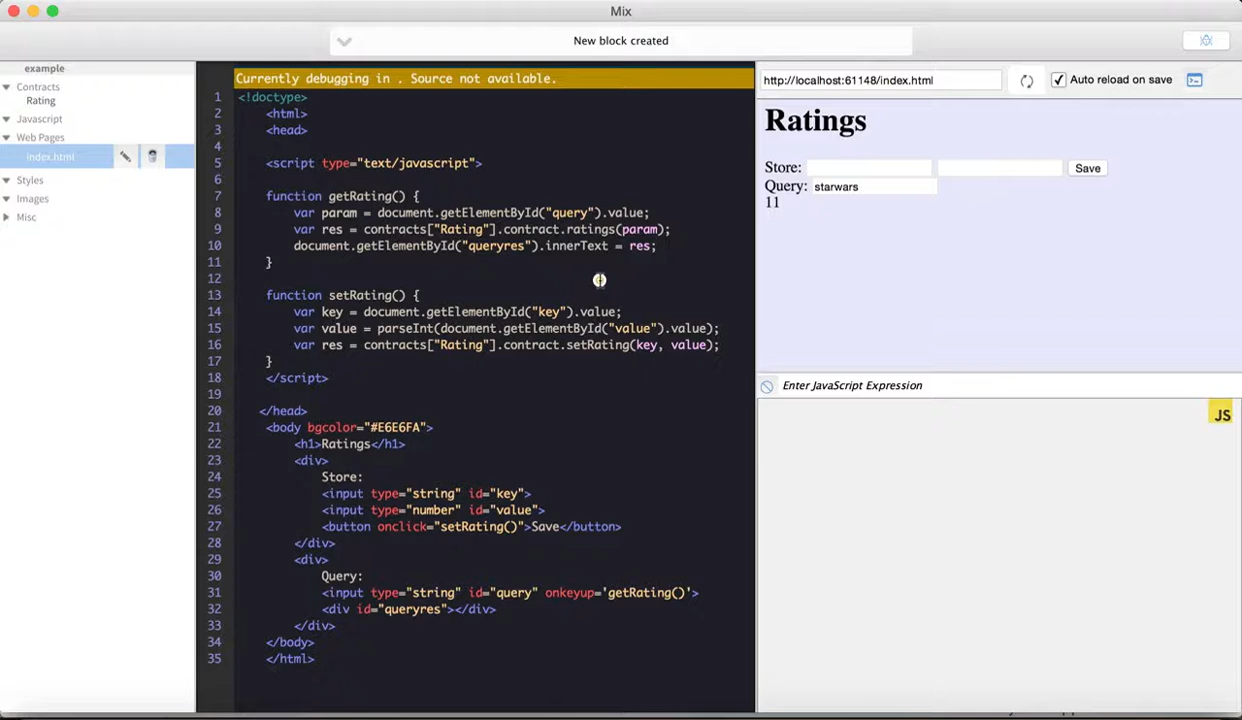 Mix
New block created
example
Contracts
Rating
Javascript
Web Pages
index.html
Styles
Images
Misc
Currently debugging in . Source not available.
1 <!doctype>
2 <html>
3 <head>
4
5 <script type="text/javascript">
6
7 function getRating() {
8 var param = document.getElementById("query").value;
9 var res = contracts["Rating"].contract.ratings(param);
10 document.getElementById("queryres").innerText = res;
11 }
12
13 function setRating() {
14 var key = document.getElementById("key").value;
15 var value = parseInt(document.getElementById("value").value);
16 var res = contracts["Rating"].contract.setRating(key, value);
17 }
18 </script>
19
20 </head>
21 <body bgcolor="#E6E6FA">
22 <h1>Ratings</h1>
23 <div>
24 Store:
25 <input type="string" id="key">
26 <input type="number" id="value">
27 <button onclick="setRating()">Save</button>
28 </div>
29 <div>
30 Query:
31 <input type="string" id="query" onkeyup='getRating()'>
32 <div id="queryres"></div>
33 </div>
34 </body>
35 </html>
http://localhost:61148/index.html
Auto reload on save
Ratings
Store: Save
Query: starwars
11
Enter JavaScript Expression
JS